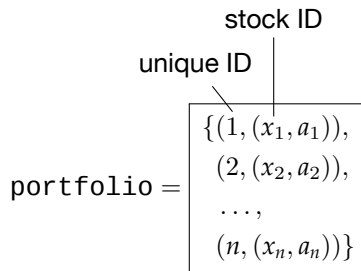 stock ID
unique ID
{(1, (x₁, a₁)),
(2, (x₂, a₂)),
portfolio =
. . . ,
(n, (xₙ, aₙ))}